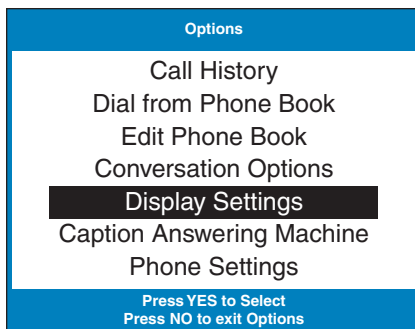 Options
Call History
Dial from Phone Book
Edit Phone Book
Conversation Options
Display Settings
Caption Answering Machine
Phone Settings
Press YES to Select
Press NO to exit Options